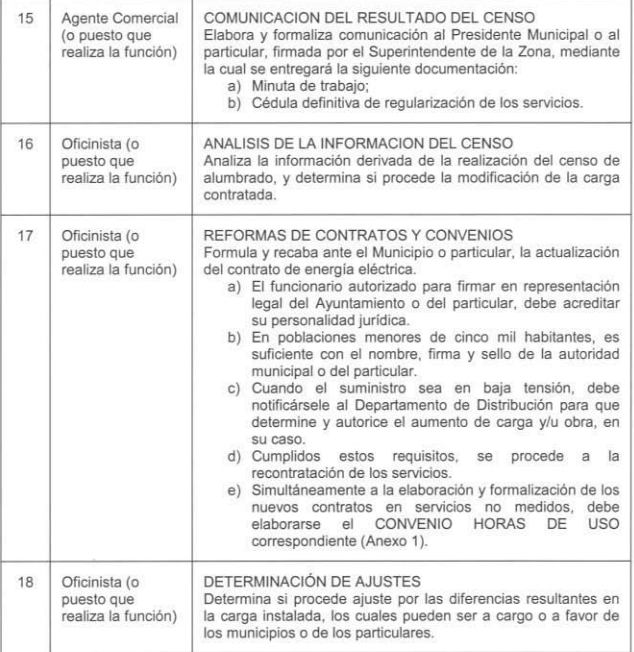 15
Agente Comercial
(o puesto que
realiza la función)
COMUNICACION DEL RESULTADO DEL CENSO
Elabora y formaliza comunicación al Presidente Municipal o al
particular, firmada por el Superintendente de la Zona, mediante
la cual se entregará la siguiente documentación:
a) Minuta de trabajo;
b) Cédula definitiva de regularización de los servicios.
16
Oficinista (o
puesto que
realiza la función)
ANALISIS DE LA INFORMACION DEL CENSO
Analiza la información derivada de la realización del censo de
alumbrado, y determina si procede la modificación de la carga
contratada.
17
Oficinista (o
puesto que
realiza la función)
REFORMAS DE CONTRATOS Y CONVENIOS
Formula y recaba ante el Municipio o particular, la actualización
del contrato de energía eléctrica.
a) El funcionario autorizado para firmar en representación
legal del Ayuntamiento o del particular, debe acreditar
su personalidad jurídica.
b) En poblaciones menores de cinco mil habitantes, es
suficiente con el nombre, firma y sello de la autoridad
municipal o del particular.
c) Cuando el suministro sea en baja tensión, debe
notificársele al Departamento de Distribución para que
determine y autorice el aumento de carga y/u obra, en
su caso.
d) Cumplidos estos requisitos, se procede a la
recontratación de los servicios.
e) Simultáneamente a la elaboración y formalización de los
nuevos contratos en servicios no medidos, debe
elaborarse el CONVENIO HORAS DE USO
correspondiente (Anexo 1).
18
Oficinista (o
puesto que
realiza la función)
DETERMINACIÓN DE AJUSTES
Determina si procede ajuste por las diferencias resultantes en
la carga instalada, los cuales pueden ser a cargo o a favor de
los municipios o de los particulares.